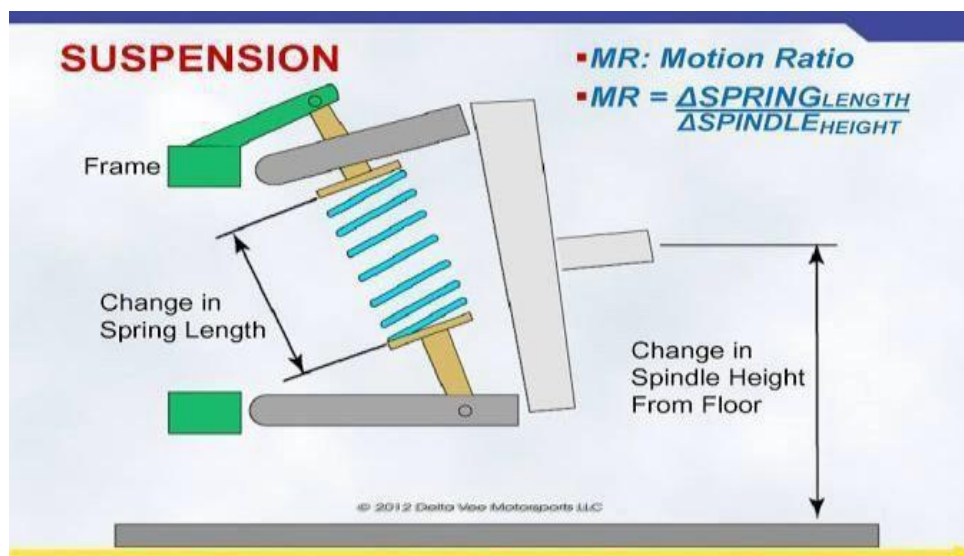 SUSPENSION
▪MR: Motion Ratio
▪MR = ΔSPRINGLENGTH
ΔSPINDLEHEIGHT
Frame
Change in
Spring Length
Change in
Spindle Height
From Floor
© 2012 Delta Vee Motorsports LLC